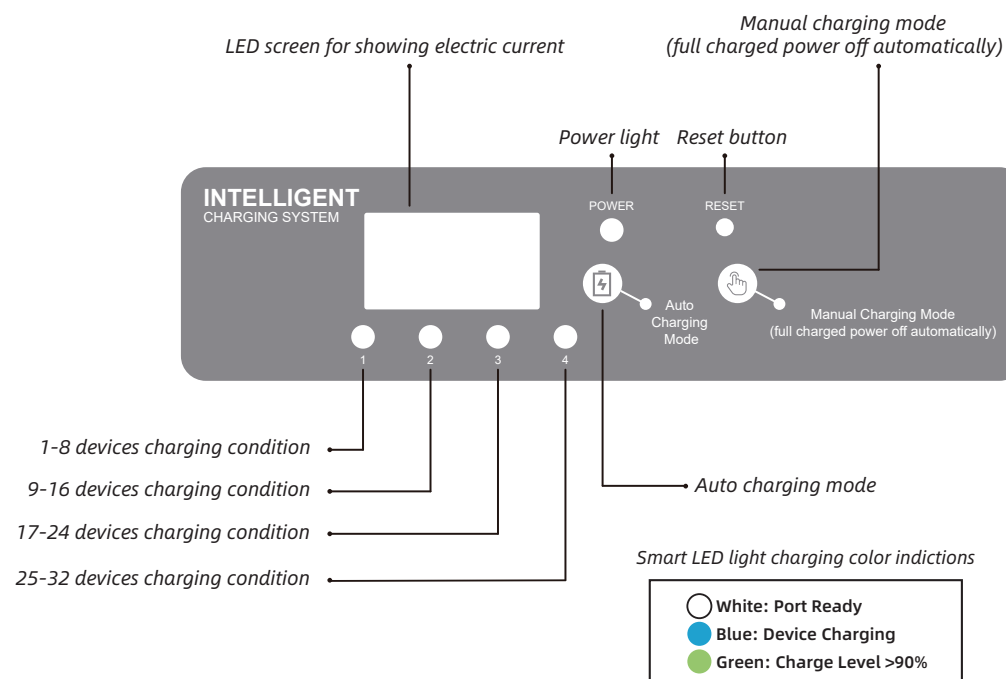 Manual charging mode
(full charged power off automatically)
LED screen for showing electric current
Power light
Reset button
INTELLIGENT
CHARGING SYSTEM
POWER
RESET
Auto
Charging
Mode
Manual Charging Mode
(full charged power off automatically)
1
2
3
4
1-8 devices charging condition
9-16 devices charging condition
Auto charging mode
17-24 devices charging condition
25-32 devices charging condition
Smart LED light charging color indictions
White: Port Ready
Blue: Device Charging
Green: Charge Level >90%